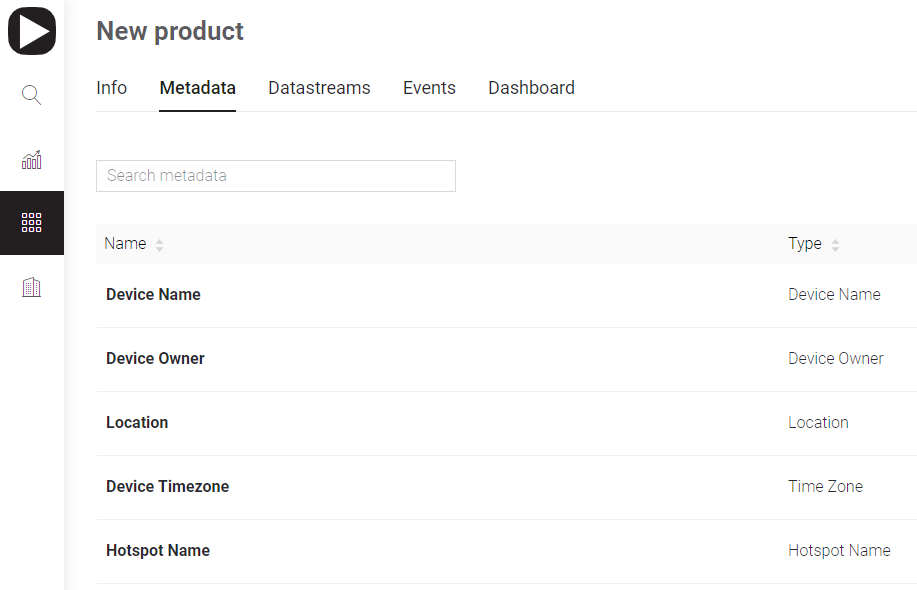 New product
Info Metadata Datastreams Events Dashboard
Search metadata
Name Type
Device Name Device Name
Device Owner Device Owner
Location Location
Device Timezone Time Zone
Hotspot Name Hotspot Name